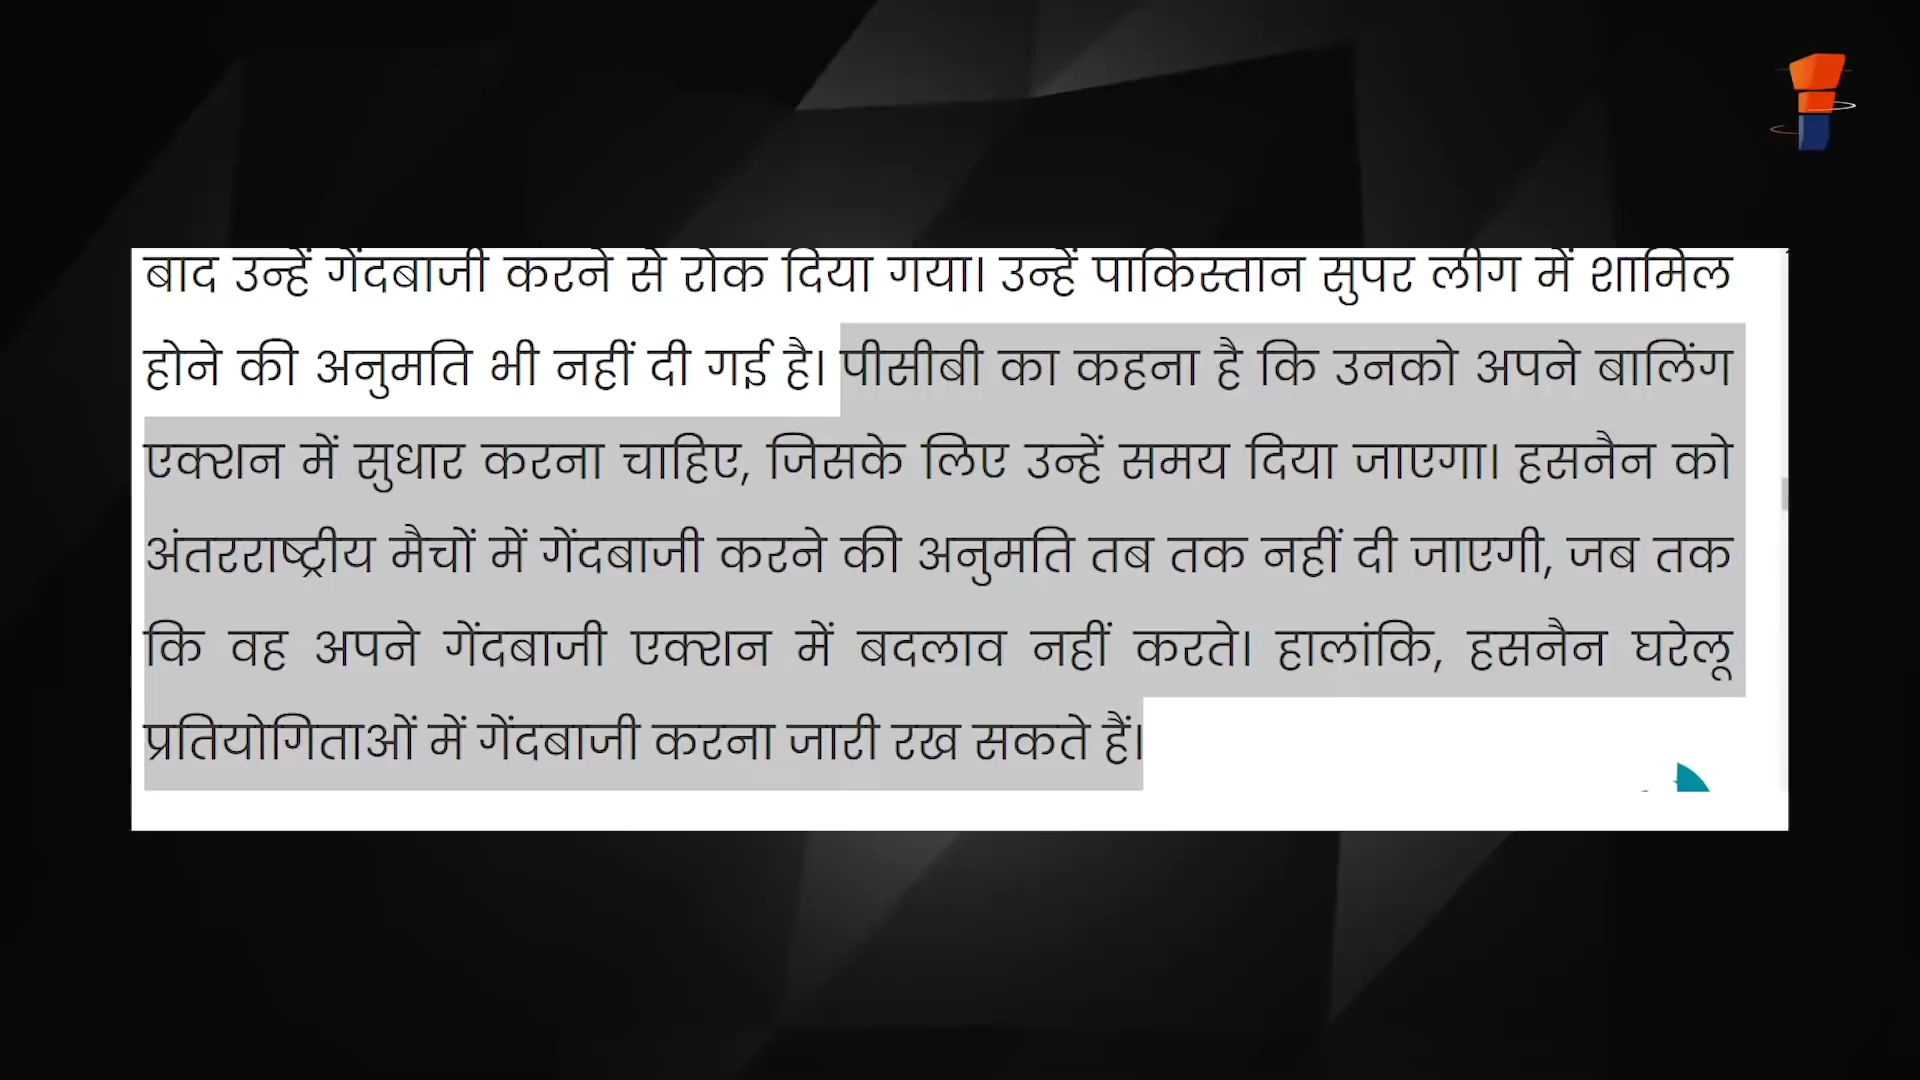 बाद उन्हें गेंदबाजी करने से रोक दिया गया। उन्हें पाकिस्तान सुपर लीग में शामिल
होने की अनुमति भी नहीं दी गई है। पीसीबी का कहना है कि उनको अपने बालिंग
एक्शन में सुधार करना चाहिए, जिसके लिए उन्हें समय दिया जाएगा। हसनैन को
अंतरराष्ट्रीय मैचों में गेंदबाजी करने की अनुमति तब तक नहीं दी जाएगी, जब तक
कि वह अपने गेंदबाजी एक्शन में बदलाव नहीं करते। हालांकि, हसनैन घरेलू
प्रतियोगिताओं में गेंदबाजी करना जारी रख सकते हैं।